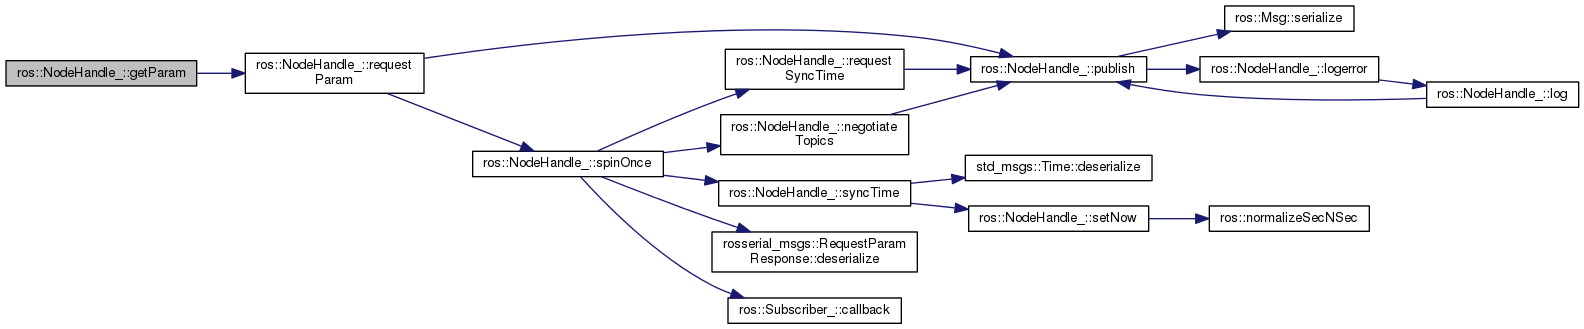 ros::NodeHandle_::getParam
ros::NodeHandle_::request
Param
ros::NodeHandle_::spinOnce
ros::NodeHandle_::request
SyncTime
ros::NodeHandle_::negotiate
Topics
ros::NodeHandle_::syncTime
rosserial_msgs::RequestParam
Response::deserialize
ros::Subscriber_::callback
ros::NodeHandle_::publish
std_msgs::Time::deserialize
ros::NodeHandle_::setNow
ros::Msg::serialize
ros::NodeHandle_::logerror
ros::normalizeSecNSec
ros::NodeHandle_::log